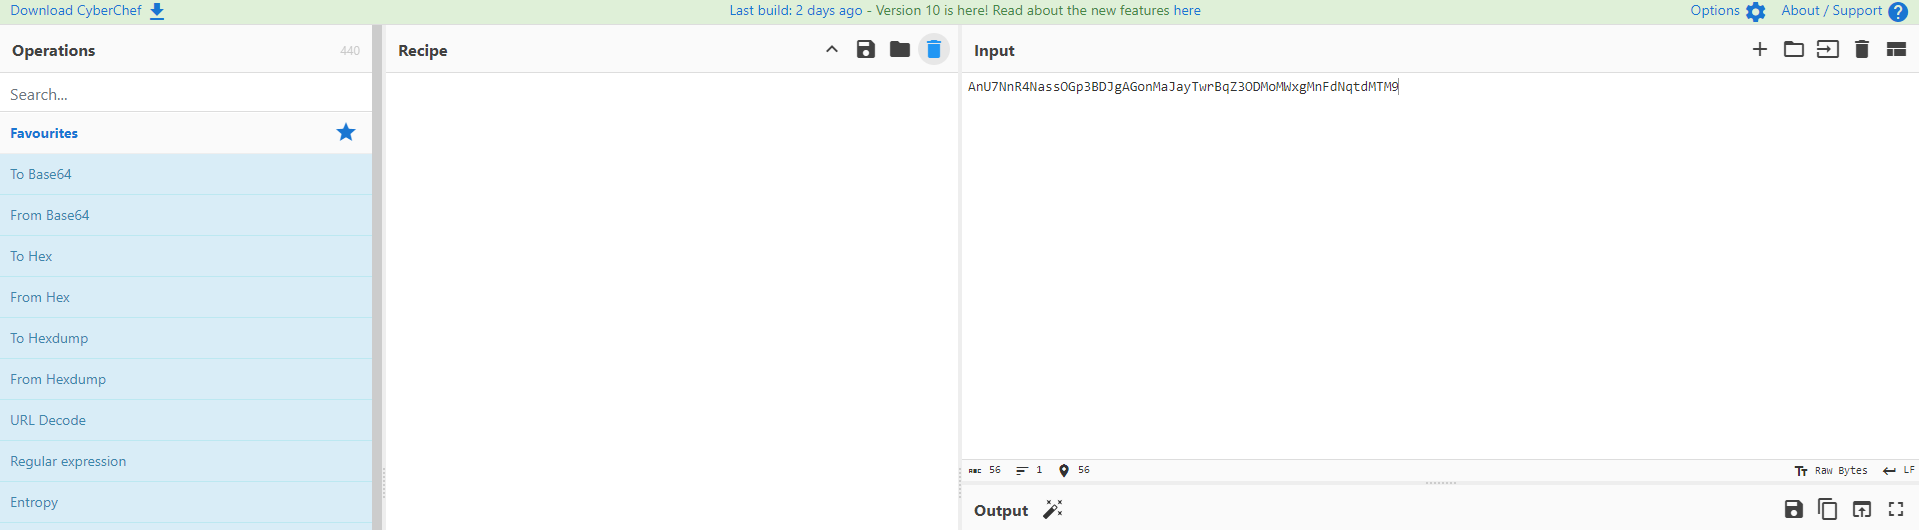 Download CyberChef
Last build: 2 days ago - Version 10 is here! Read about the new features here
Options
About / Support
Operations
440
Recipe
Input
Search...
AnU7NnR4NassOGp3BDJgAGonMaJayTwrBqZ3ODMoMWxgMnFdNqtdMTM9
Favourites
To Base64
From Base64
To Hex
From Hex
To Hexdump
From Hexdump
URL Decode
Regular expression
Entropy
ABC 56
1
56
Raw Bytes
LF
Output